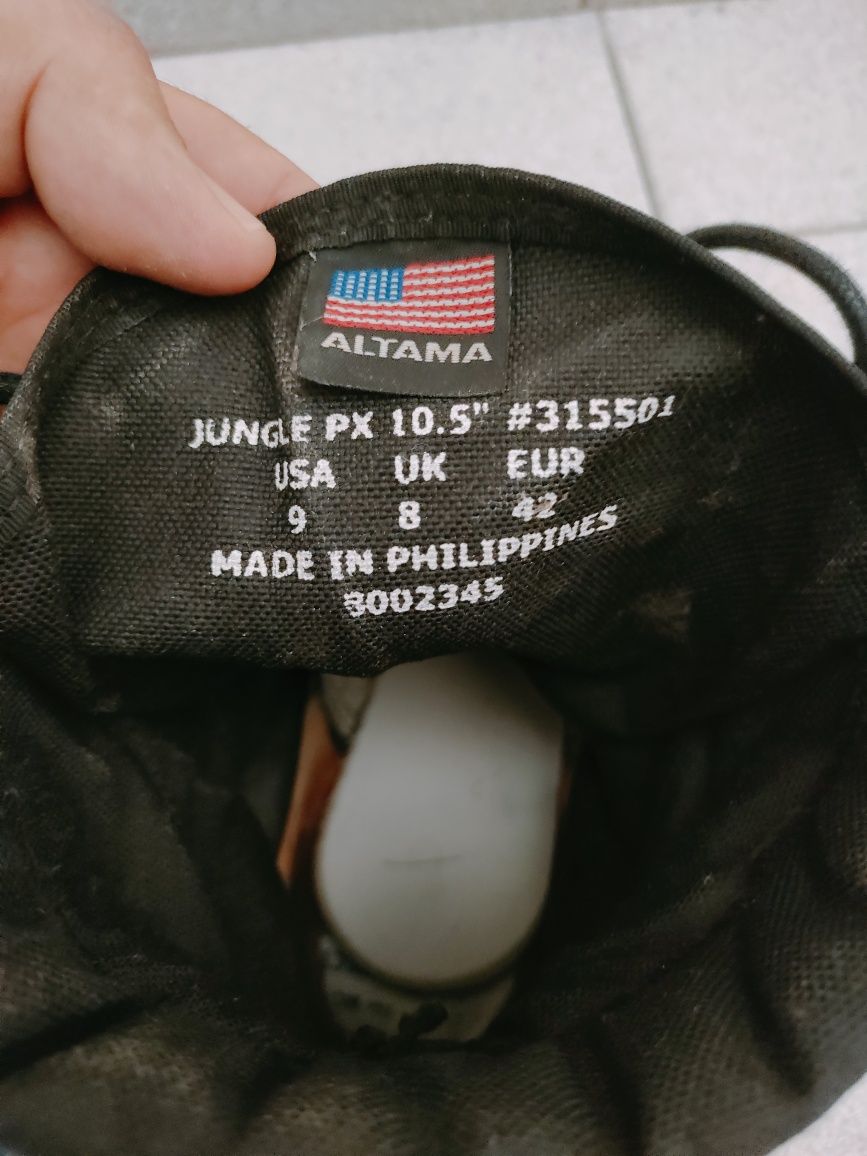 ALTAMA
JUNGLE PX 10.5" #315501
USA UK EUR
9 8 42
MADE IN PHILIPPINES
3002345